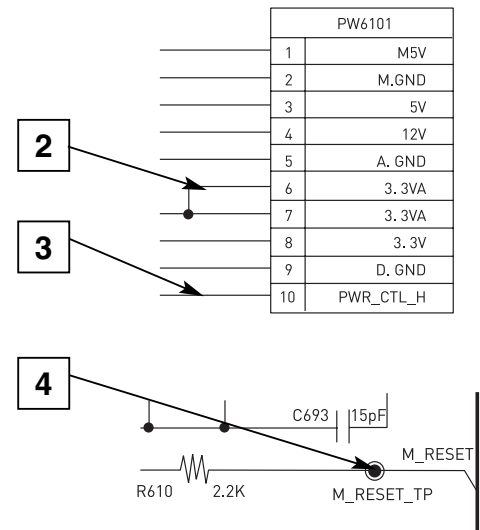 PW6101
1 M5V
2 M.GND
3 5V
4 12V
5 A. GND
6 3. 3VA
7 3. 3VA
8 3. 3V
9 D. GND
10 PWR_CTL_H
2
3
4
C693 15pF
M_RESET
R610 2.2K
M_RESET_TP